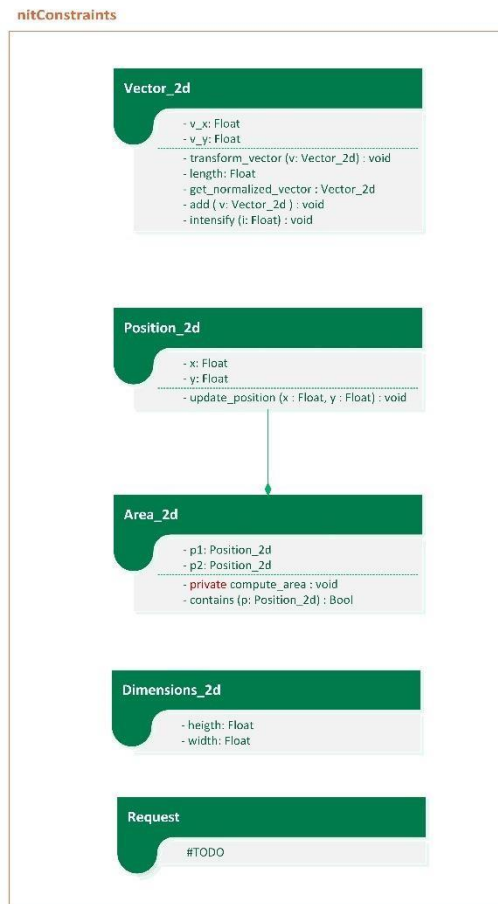 nitConstraints
Vector_2d
- v_x: Float
- v_y: Float
- transform_vector (v: Vector_2d) : void
- length: Float
- get_normalized_vector : Vector_2d
- add ( v: Vector_2d ) : void
- intensify (i: Float) : void
Position_2d
- x: Float
- y: Float
- update_position (x : Float, y : Float) : void
Area_2d
- p1: Position_2d
- p2: Position_2d
- private compute_area : void
- contains (p: Position_2d) : Bool
Dimensions_2d
- heigth: Float
- width: Float
Request
#TODO